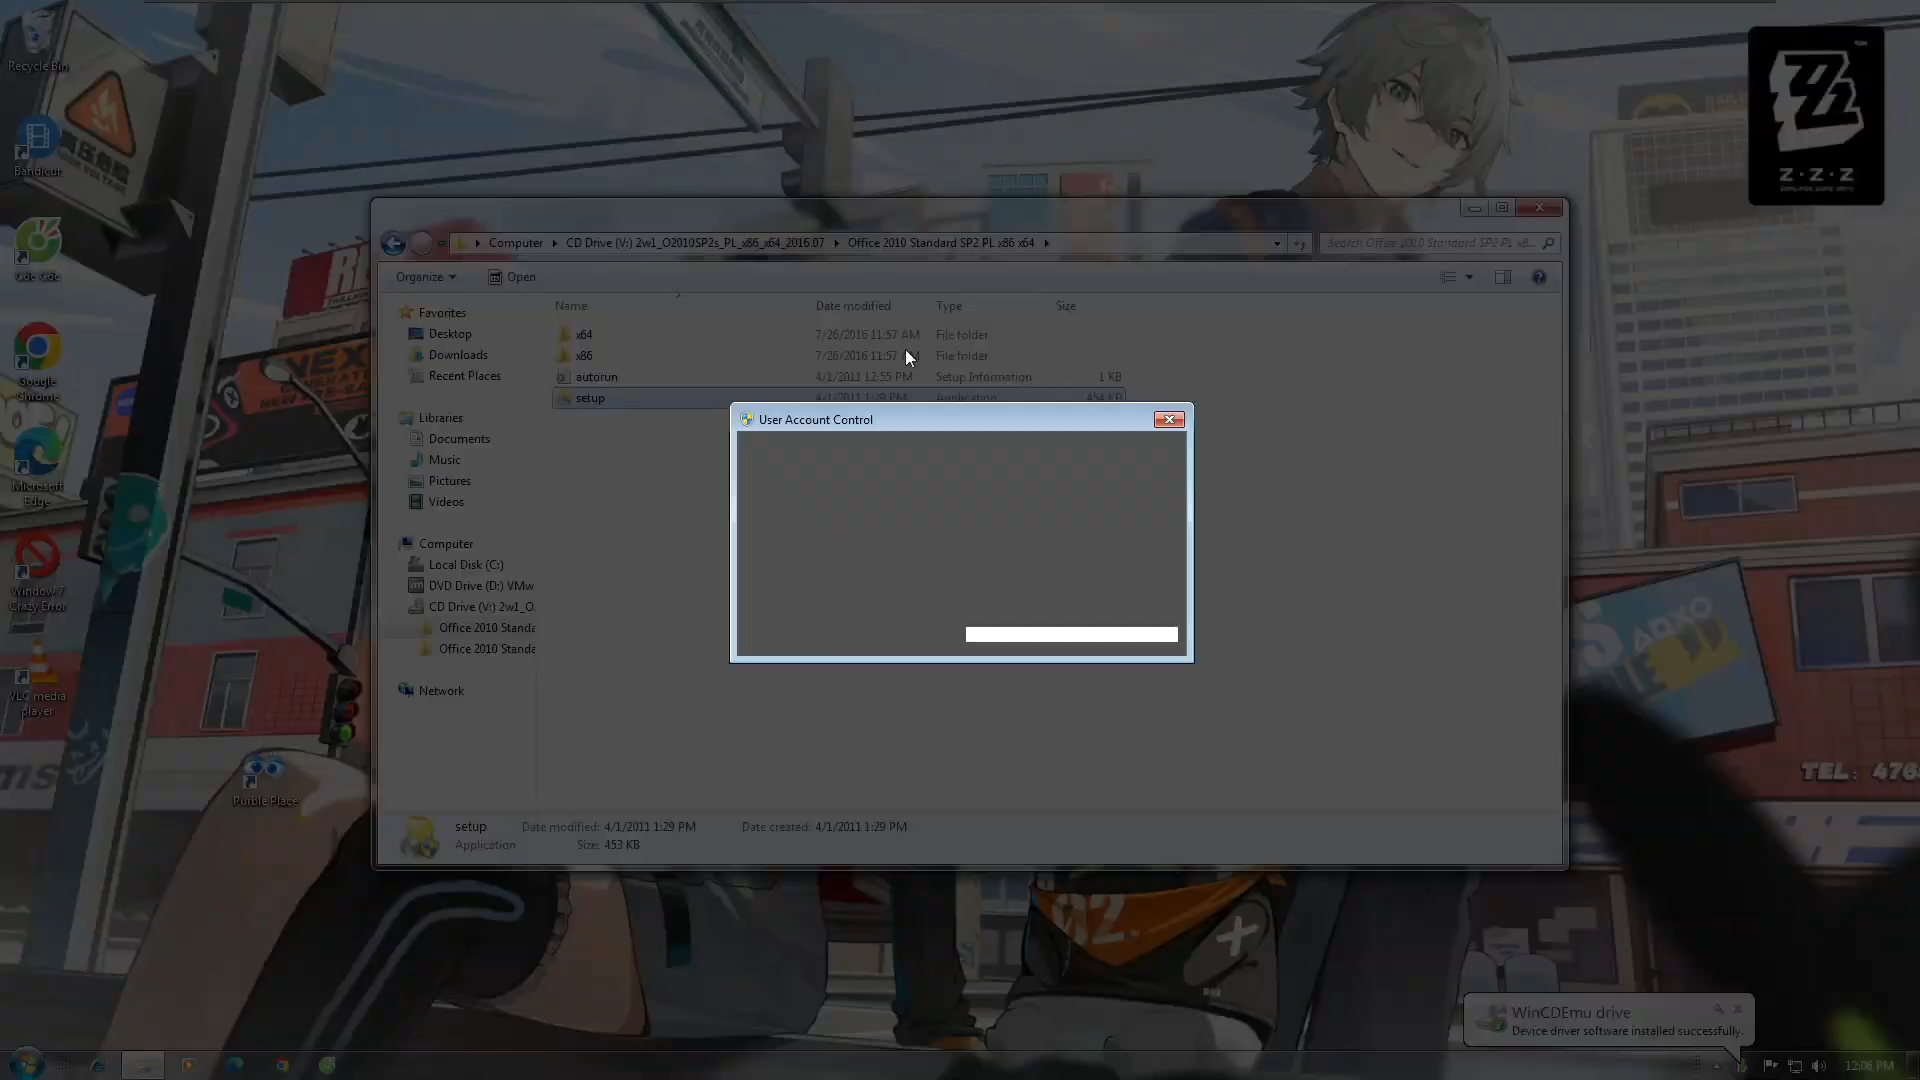 Recycle Bin
Bandicut
Cốc Cốc
Google
Chrome
Microsoft
Edge
Window 7
Crazy Error
VLC media
player
Purble Place
Z·Z·Z
Computer
CD Drive (V:) 2w1_O2010SP2s_PL_x86_x64_2016.07
Office 2010 Standard SP2 PL x86 x64
Search Office 2010 Standard SP2 PL x8...
Organize
Open
Name
Date modified
Type
Size
x64
7/26/2016 11:57 AM
File folder
x86
7/26/2016 11:57
File folder
autorun
4/1/2011 12:55 PM
Setup Information
1 KB
setup
4/1/2011 1:29 PM
Application
454 KB
Favorites
Desktop
Downloads
Recent Places
Libraries
Documents
Music
Pictures
Videos
Computer
Local Disk (C:)
DVD Drive (D:) VMw
CD Drive (V:) 2w1_O
Office 2010 Standa
Office 2010 Standa
Network
User Account Control
setup
Application
Date modified: 4/1/2011 1:29 PM
Size: 453 KB
Date created: 4/1/2011 1:29 PM
TEL: 476
WinCDEmu drive
Device driver software installed successfully.
12:06 PM